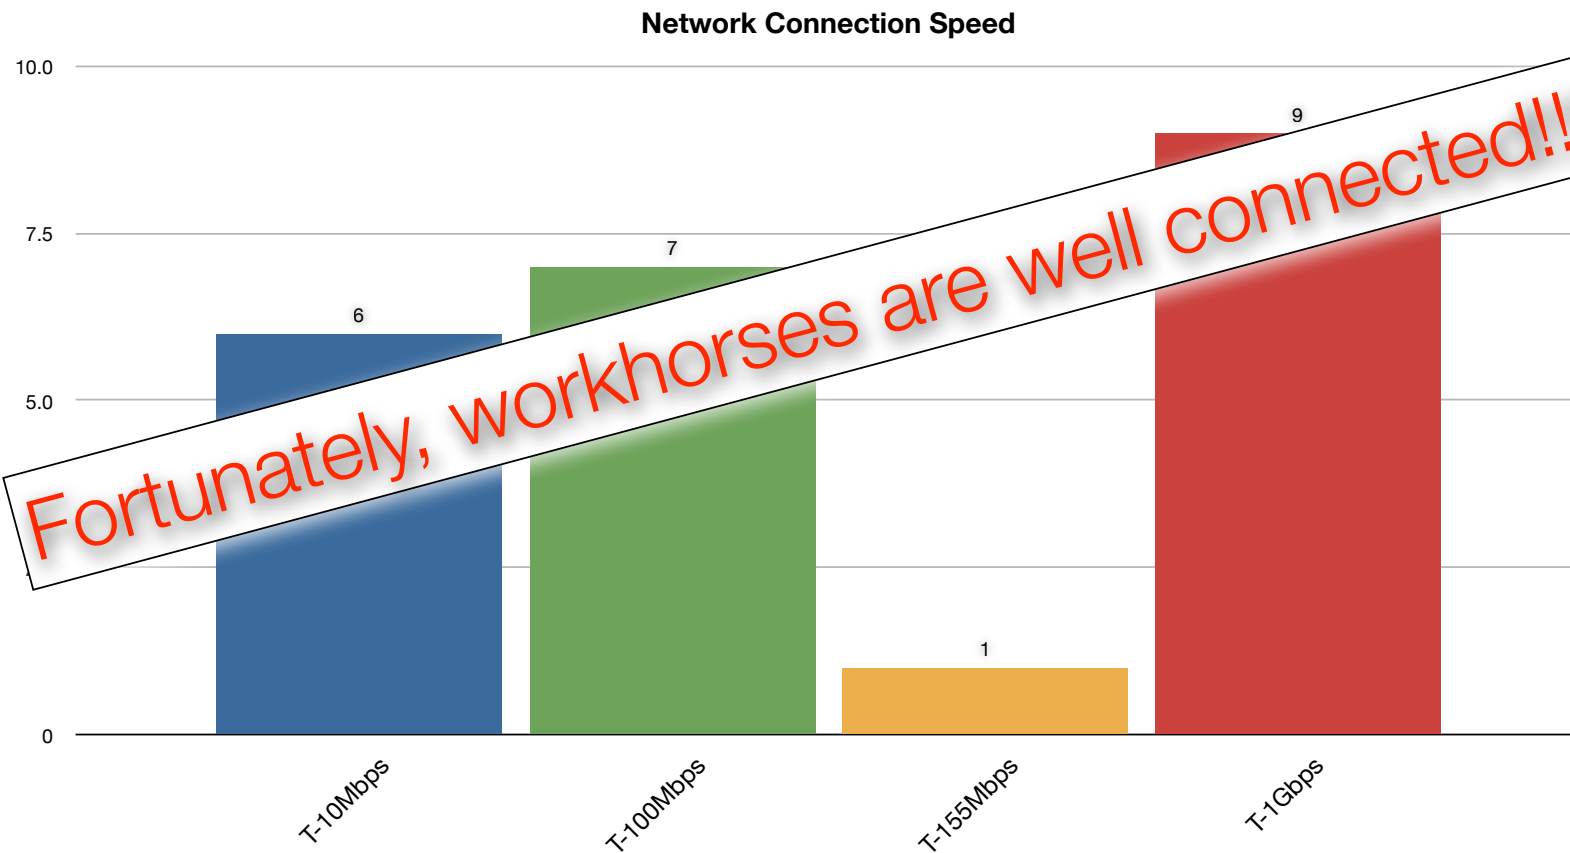 Network Connection Speed
10.0
7.5
5.0
0
6
7
1
9
Fortunately, workhorses are well connected!!
T-10Mbps
T-100Mbps
T-155Mbps
T-1Gbps